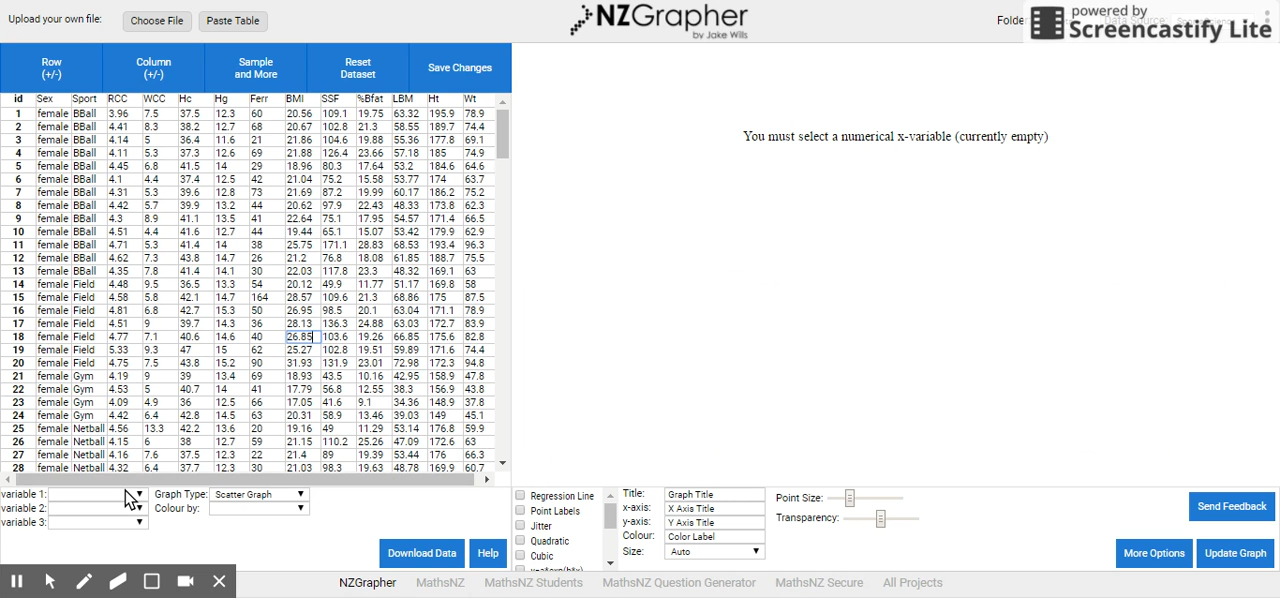 Upload your own file:
Choose File
Paste Table
NZGrapher
by Jake Wills
Folder
powered by
Screencastify Lite
Row
(+/-)
Column
(+/-)
Sample
and More
Reset
Dataset
Save Changes
id Sex Sport RCC WCC Hc Hg Ferr BMI SSF %Bfat LBM Ht Wt
1 female BBall 3.96 7.5 37.5 12.3 60 20.56 109.1 19.75 63.32 195.9 78.9
2 female BBall 4.41 8.3 38.2 12.7 68 20.67 102.8 21.3 58.55 189.7 74.4
3 female BBall 4.14 5 36.4 11.6 21 21.86 104.6 19.88 55.36 177.8 69.1
4 female BBall 4.11 5.3 37.3 12.6 69 21.88 126.4 23.66 57.18 185 74.9
5 female BBall 4.45 6.8 41.5 14 29 18.96 80.3 17.64 53.2 184.6 64.6
6 female BBall 4.1 4.4 37.4 12.5 42 21.04 75.2 15.58 53.77 174 63.7
7 female BBall 4.31 5.3 39.6 12.8 73 21.69 87.2 19.99 60.17 186.2 75.2
8 female BBall 4.42 5.7 39.9 13.2 44 20.62 97.9 22.43 48.33 173.8 62.3
9 female BBall 4.3 8.9 41.1 13.5 41 22.64 75.1 17.95 54.57 171.4 66.5
10 female BBall 4.51 4.4 41.6 12.7 44 19.44 65.1 15.07 53.42 179.9 62.9
11 female BBall 4.71 5.3 41.4 14 38 25.75 171.1 28.83 68.53 193.4 96.3
12 female BBall 4.62 7.3 43.8 14.7 26 21.2 76.8 18.08 61.85 188.7 75.5
13 female BBall 4.35 7.8 41.4 14.1 30 22.03 117.8 23.3 48.32 169.1 63
14 female Field 4.48 9.5 36.5 13.3 54 20.12 49.9 11.77 51.17 169.8 58
15 female Field 4.58 5.8 42.1 14.7 164 28.57 109.6 21.3 68.86 175 87.5
16 female Field 4.81 6.8 42.7 15.3 50 26.95 98.5 20.1 63.04 171.1 78.9
17 female Field 4.51 9 39.7 14.3 36 28.13 136.3 24.88 63.03 172.7 83.9
18 female Field 4.77 7.1 40.6 14.6 40 26.85 103.6 19.26 66.85 175.6 82.8
19 female Field 5.33 9.3 47 15 62 25.27 102.8 19.51 59.89 171.6 74.4
20 female Field 4.75 7.5 43.8 15.2 90 31.93 131.9 23.01 72.98 172.3 94.8
21 female Gym 4.19 9 39 13.4 69 18.93 43.5 10.16 42.95 158.9 47.8
22 female Gym 4.53 5 40.7 14 41 17.79 56.8 12.55 38.3 156.9 43.8
23 female Gym 4.09 4.9 36 12.5 66 17.05 41.6 9.1 34.36 148.9 37.8
24 female Gym 4.42 6.4 42.8 14.5 63 20.31 58.9 13.46 39.03 149 45.1
25 female Netball 4.56 13.3 42.2 13.6 20 19.16 49 11.29 53.14 176.8 59.9
26 female Netball 4.15 6 38 12.7 59 21.15 110.2 25.26 47.09 172.6 63
27 female Netball 4.16 7.6 37.5 12.3 22 21.4 89 19.39 53.44 176 66.3
28 female Netball 4.32 6.4 37.7 12.3 30 21.03 98.3 19.63 48.78 169.9 60.7
You must select a numerical x-variable (currently empty)
variable 1:
variable 2:
variable 3:
Graph Type: Scatter Graph
Colour by:
Download Data
Help
Regression Line
Point Labels
Jitter
Quadratic
Cubic
y=a*exp(b*x)
Title: Graph Title
x-axis: X Axis Title
y-axis: Y Axis Title
Colour: Color Label
Size: Auto
Point Size:
Transparency:
Send Feedback
More Options
Update Graph
NZGrapher MathsNZ MathsNZ Students MathsNZ Question Generator MathsNZ Secure All Projects